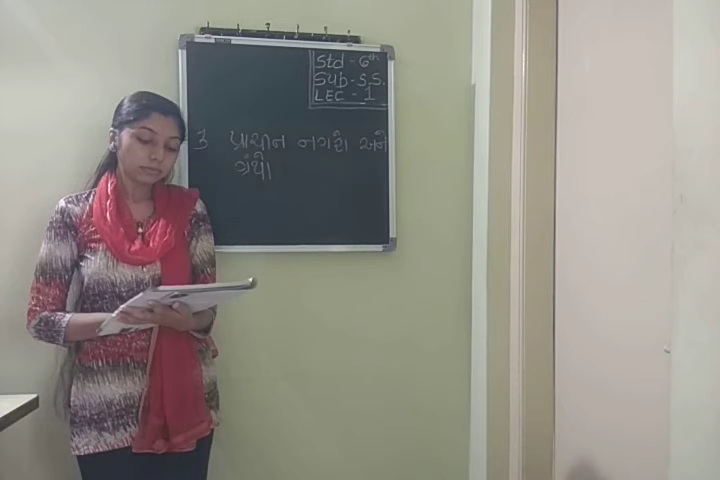 Std - 6th
Sub - S.S.
LEC - 1
3 પ્રાચીન નગરો અને
ગ્રંથો